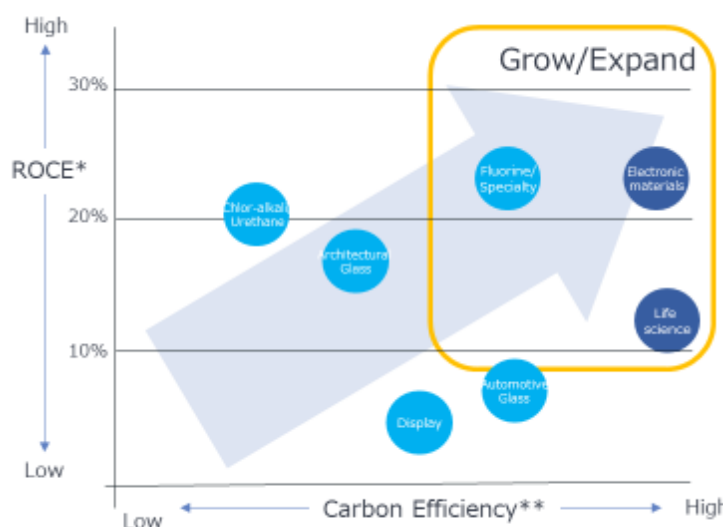 High
Grow/Expand
30%
ROCE*
Fluorine/
Specialty
Electronic
materials
Chlor-alkali
Urethane
20%
Architectural
Glass
Life
science
10%
Automotive
Glass
Display
Low
Low
Carbon Efficiency**
High